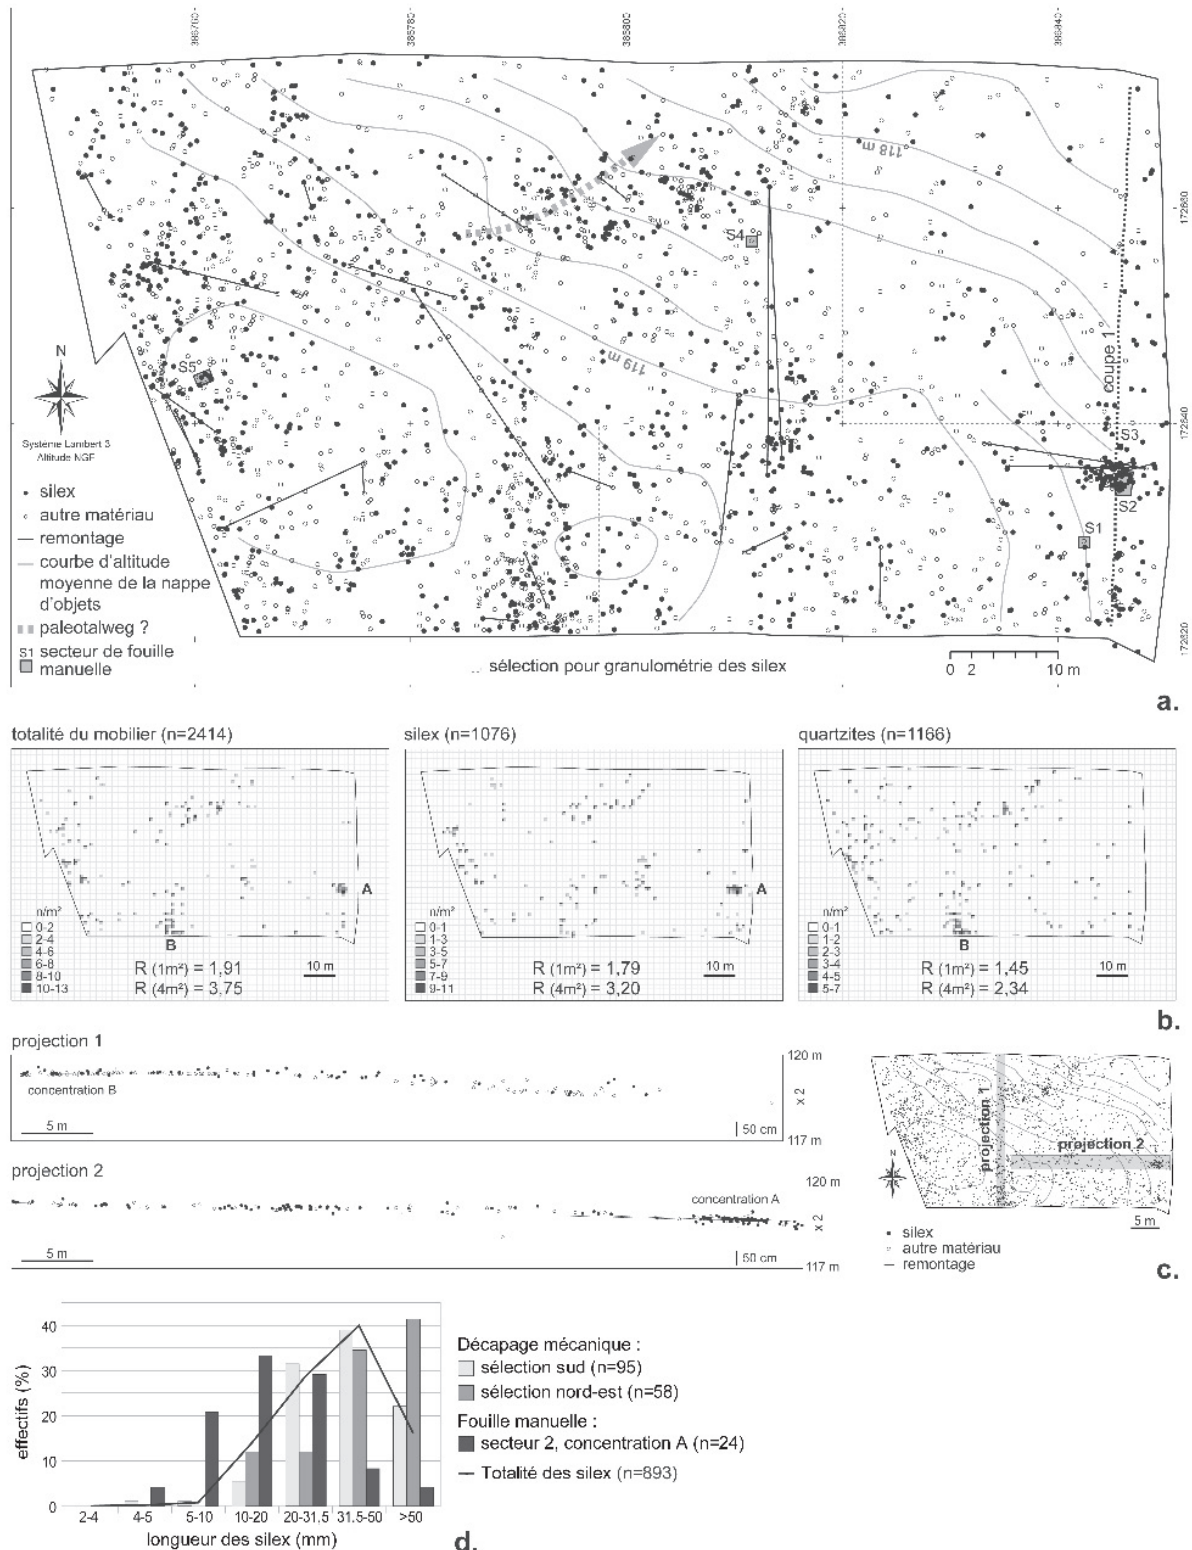 386760 386780 386800 386820 386840
118 m
172860
S4
coupe 1
119 m
S5
N
172840
Système Lambert 3
Altitude NGF
S3
S2
S1
silex
autre matériau
remontage
courbe d'altitude
moyenne de la nappe
d'objets
paleotalweg ?
S1 secteur de fouille
manuelle
sélection pour granulométrie des silex
0 2 10 m
172620
a.
totalité du mobilier (n=2414) silex (n=1076) quartzites (n=1166)
A A
n/m² n/m² n/m²
0-2 0-1 0-1
2-4 1-3 1-2
4-6 3-5 2-3
6-8 5-7 3-4
8-10 7-9 4-5
10-13 9-11 5-7
B B
R (1m²) = 1,91 10 m R (1m²) = 1,79 10 m R (1m²) = 1,45 10 m
R (4m²) = 3,75 R (4m²) = 3,20 R (4m²) = 2,34
b.
projection 1
120 m
concentration B
x 2
5 m 50 cm
117 m
projection 2
120 m
concentration A
x 2
5 m 50 cm
117 m
projection 1
projection 2
N
5 m
silex
autre matériau
remontage
c.
effectifs (%)
40
30
20
10
0
2-4 4-5 5-10 10-20 20-31,5 31,5-50 >50
longueur des silex (mm)
Décapage mécanique :
sélection sud (n=95)
sélection nord-est (n=58)
Fouille manuelle :
secteur 2, concentration A (n=24)
Totalité des silex (n=893)
d.